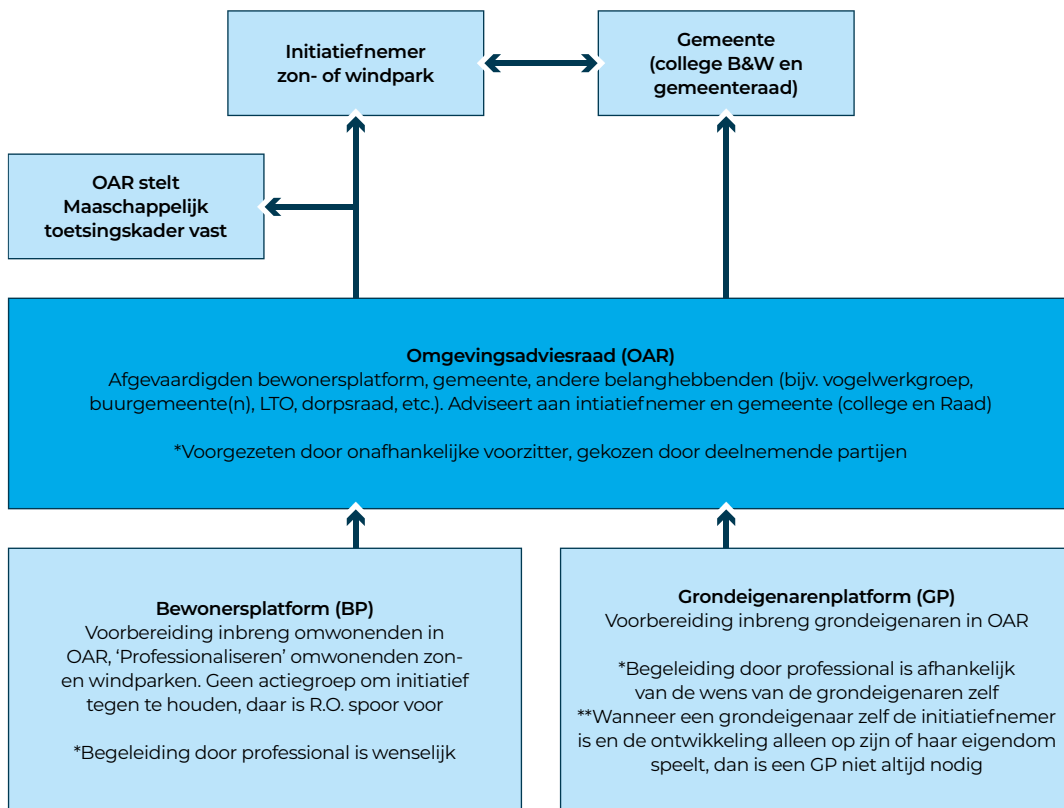 Initiatiefnemer
zon- of windpark
Gemeente
(college B&W en
gemeenteraad)
OAR stelt
Maaschappelijk
toetsingskader vast
Omgevingsadviesraad (OAR)
Afgevaardigden bewonersplatform, gemeente, andere belanghebbenden (bijv. vogelwerkgroep,
buurgemeente(n), LTO, dorpsraad, etc.). Adviseert aan intiatiefnemer en gemeente (college en Raad)
*Voorgezeten door onafhankelijke voorzitter, gekozen door deelnemende partijen
Bewonersplatform (BP)
Voorbereiding inbreng omwonenden in
OAR, ‘Professionaliseren’ omwonenden zon-
en windparken. Geen actiegroep om initiatief
tegen te houden, daar is R.O. spoor voor
*Begeleiding door professional is wenselijk
Grondeigenarenplatform (GP)
Voorbereiding inbreng grondeigenaren in OAR
*Begeleiding door professional is afhankelijk
van de wens van de grondeigenaren zelf
**Wanneer een grondeigenaar zelf de initiatiefnemer
is en de ontwikkeling alleen op zijn of haar eigendom
speelt, dan is een GP niet altijd nodig